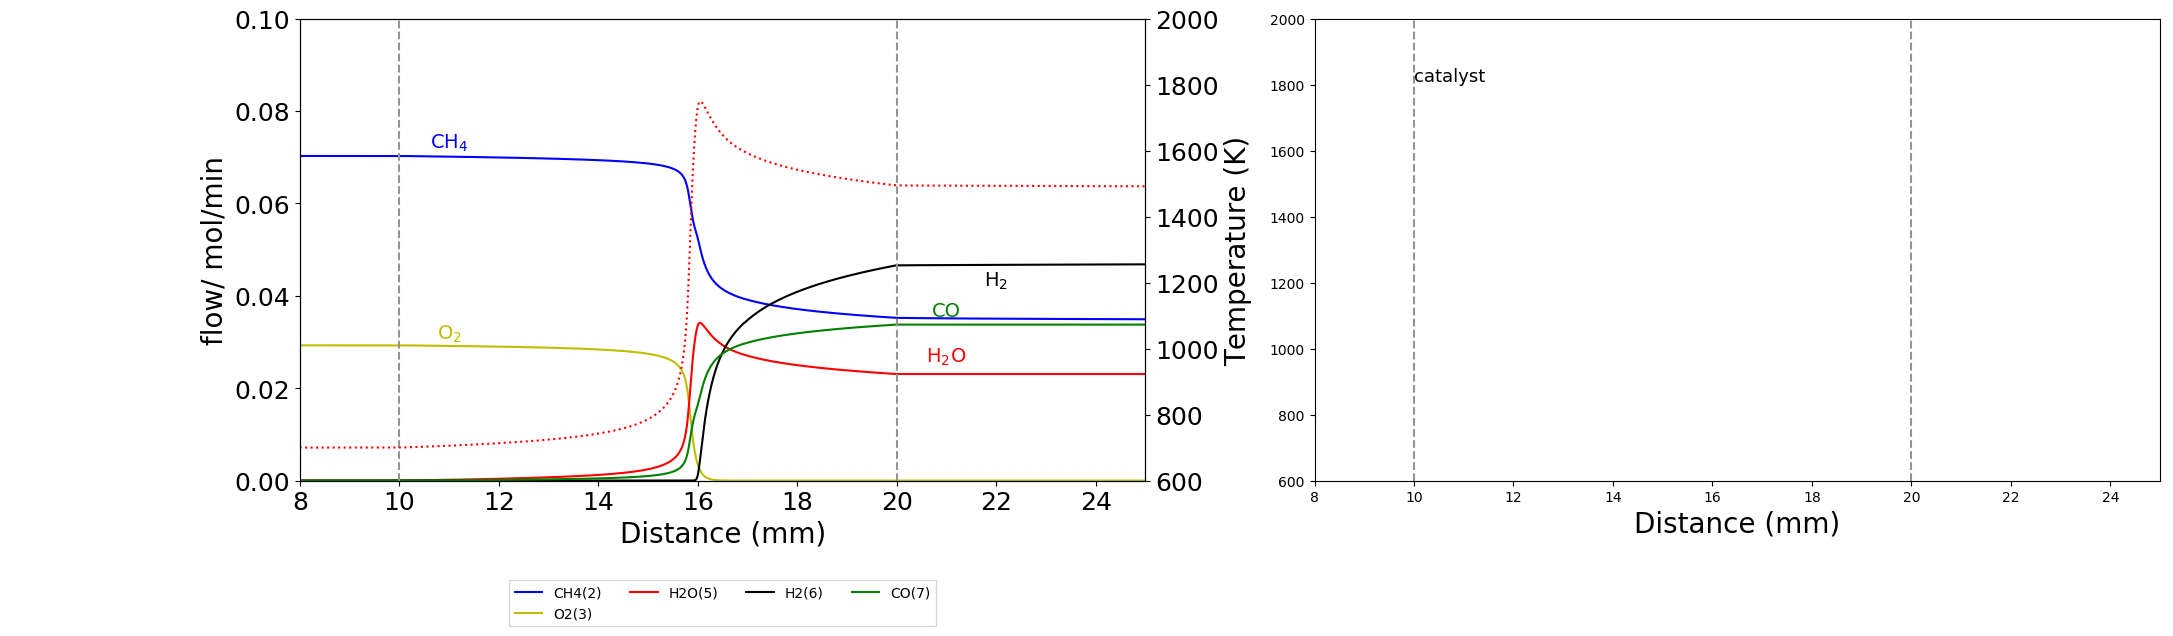 0.10
0.08
0.06
0.04
0.02
0.00
flow/ mol/min
CH₄
O₂
H₂
CO
H₂O
8 10 12 14 16 18 20 22 24
Distance (mm)
2000
1800
1600
1400
1200
1000
800
600
Temperature (K)
CH4(2) H2O(5) H2(6) CO(7)
O2(3)
2000
1800
1600
1400
1200
1000
800
600
catalyst
8 10 12 14 16 18 20 22 24
Distance (mm)